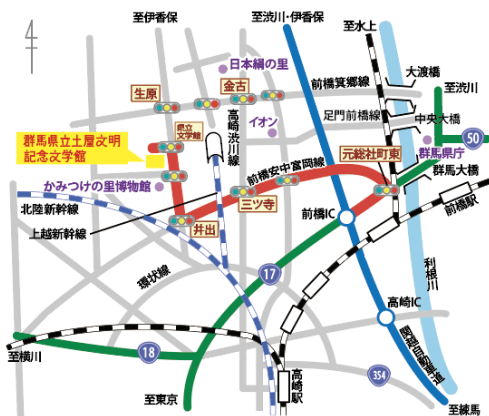 至伊香保
至渋川・伊香保
至水上
日本絹の里
大渡橋
至渋川
生原
金古
前橋箕郷線
足門前橋線
中央大橋
県立
文学館
高崎渋川線
イオン
50
群馬県立土屋文明
記念文学館
元総社町東
群馬県庁
群馬大橋
前橋安中富岡線
かみつけの里博物館
三ツ寺
前橋駅
北陸新幹線
井出
前橋IC
上越新幹線
利根川
環状線
17
高崎IC
関越自動車道
至横川
18
354
高崎駅
至東京
至練馬